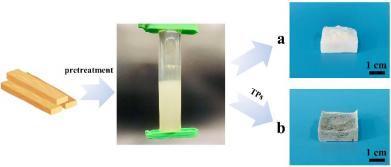 pretreatment
a
1 cm
TPs
b
1 cm